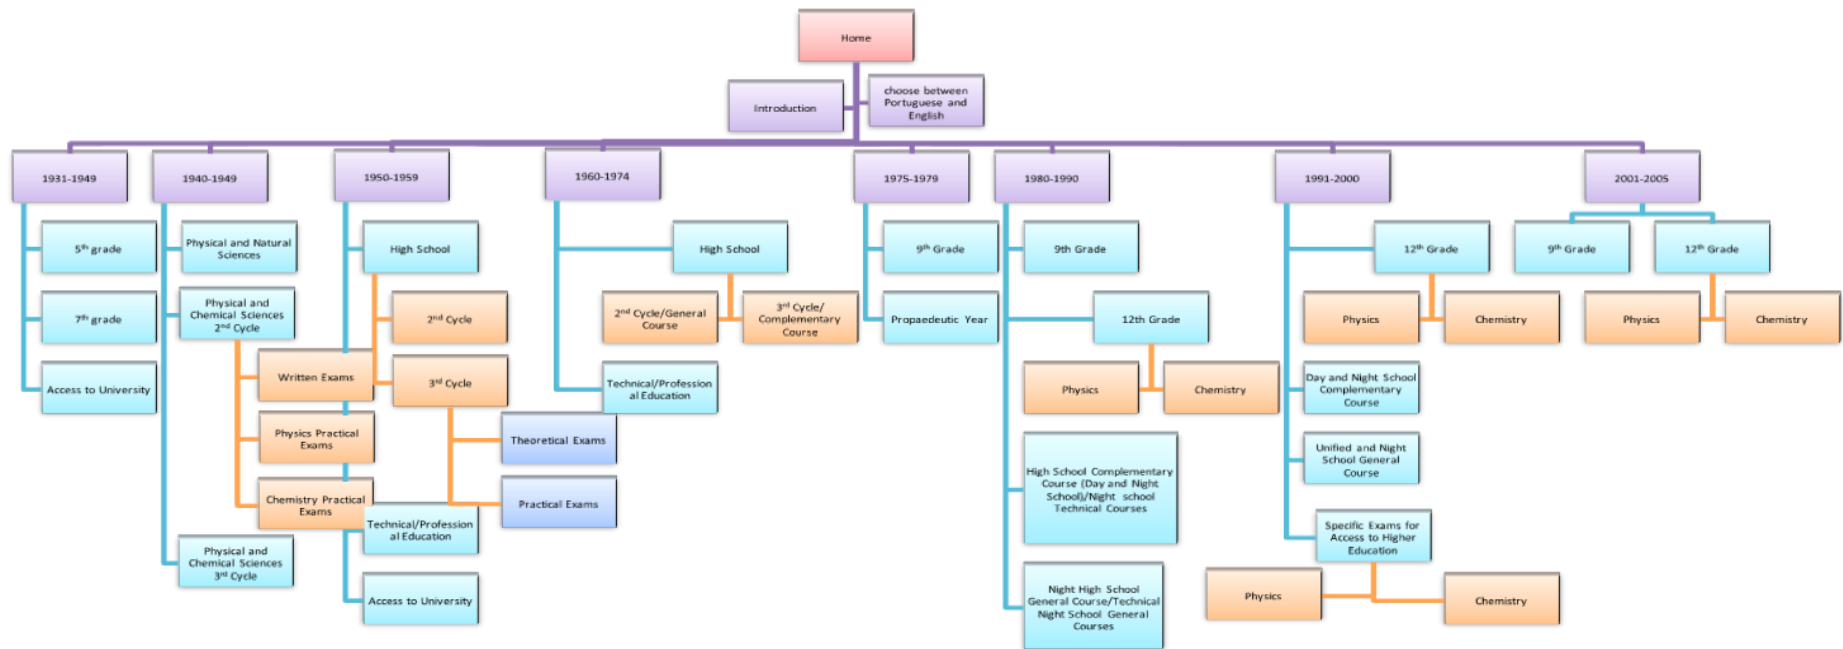 Home
Introduction
choose between
Portuguese and
English
1931-1949
1940-1949
1950-1959
1960-1974
1975-1979
1980-1990
1991-2000
2001-2005
5th grade
7th grade
Access to University
Physical and Natural
Sciences
Physical and
Chemical Sciences
2nd Cycle
Written Exams
Physics Practical
Exams
Chemistry Practical
Exams
Physical and
Chemical Sciences
3rd Cycle
High School
2nd Cycle
3rd Cycle
Theoretical Exams
Practical Exams
Technical/Profession
al Education
Access to University
High School
2nd Cycle/General
Course
3rd Cycle/
Complementary
Course
Technical/Profession
al Education
9th Grade
Propaedeutic Year
9th Grade
12th Grade
Physics
Chemistry
High School Complementary
Course (Day and Night
School)/Night school
Technical Courses
Night High School
General Course/Technical
Night School General
Courses
12th Grade
Physics
Chemistry
Day and Night School
Complementary
Course
Unified and Night
School General
Course
Specific Exams for
Access to Higher
Education
Physics
Chemistry
9th Grade
12th Grade
Physics
Chemistry